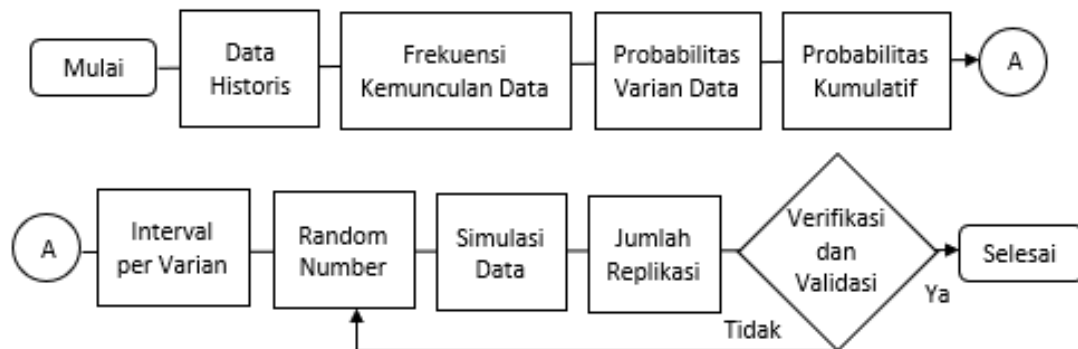 Mulai
Data
Historis
Frekuensi
Kemunculan Data
Probabilitas
Varian Data
Probabilitas
Kumulatif
A
A
Interval
per Varian
Random
Number
Simulasi
Data
Jumlah
Replikasi
Verifikasi
dan
Validasi
Selesai
Ya
Tidak